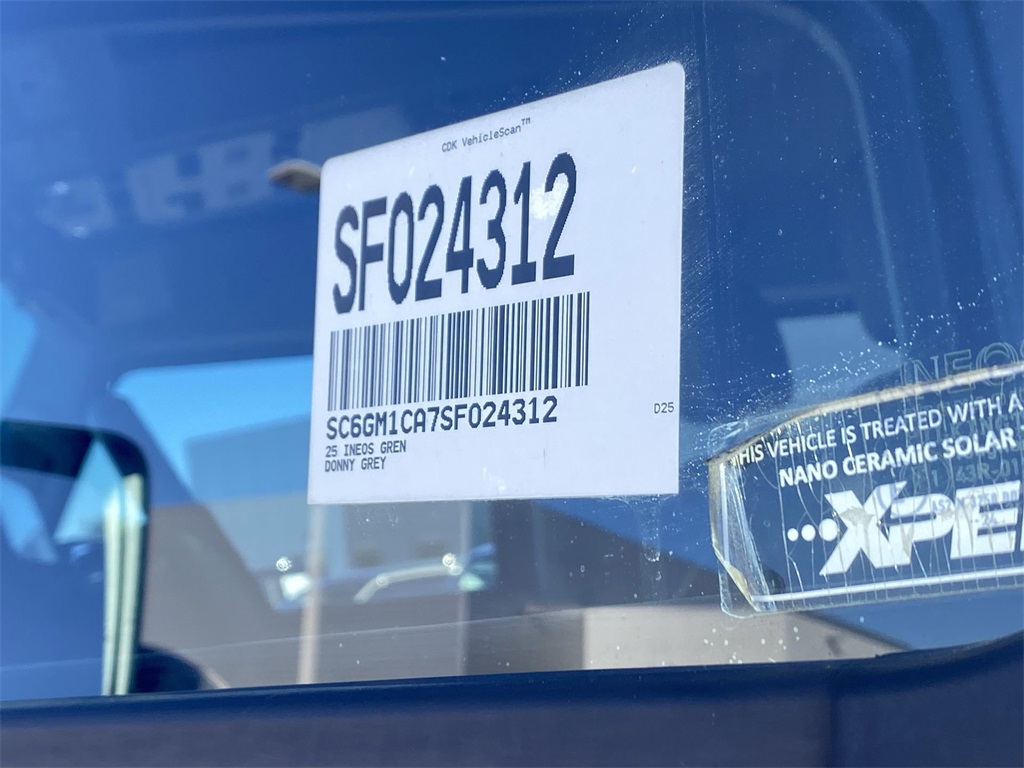 CDK VehicleScan™
SF024312
SC6GM1CA7SF024312
25 INEOS GREN
DONNY GREY
D25
INEOS
THIS VEHICLE IS TREATED WITH A
NANO CERAMIC SOLAR
XPE